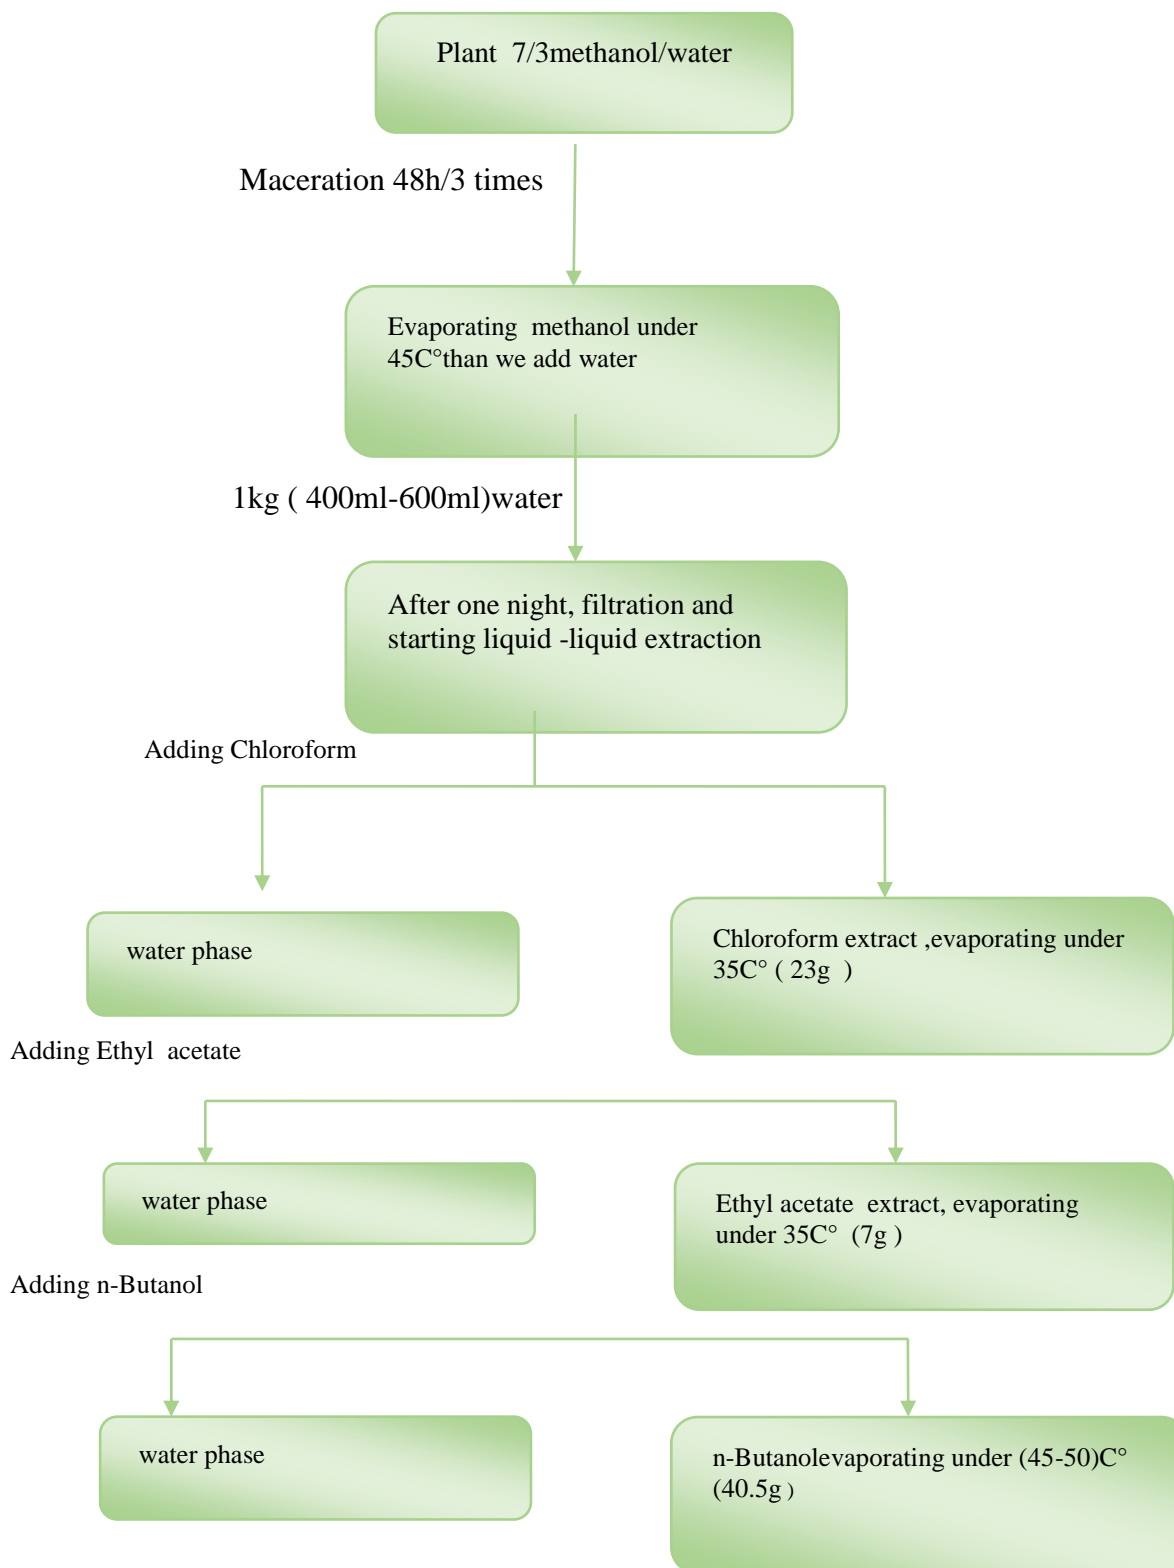 Plant  7/3methanol/water
Maceration 48h/3 times
Evaporating  methanol under
45C°than we add water
1kg ( 400ml-600ml)water
After one night, filtration and
starting liquid -liquid extraction
Adding Chloroform
water phase
Chloroform extract ,evaporating under
35C° ( 23g  )
Adding Ethyl  acetate
water phase
Ethyl acetate  extract, evaporating
under 35C°  (7g )
Adding n-Butanol
water phase
n-Butanolevaporating under (45-50)C°
(40.5g )